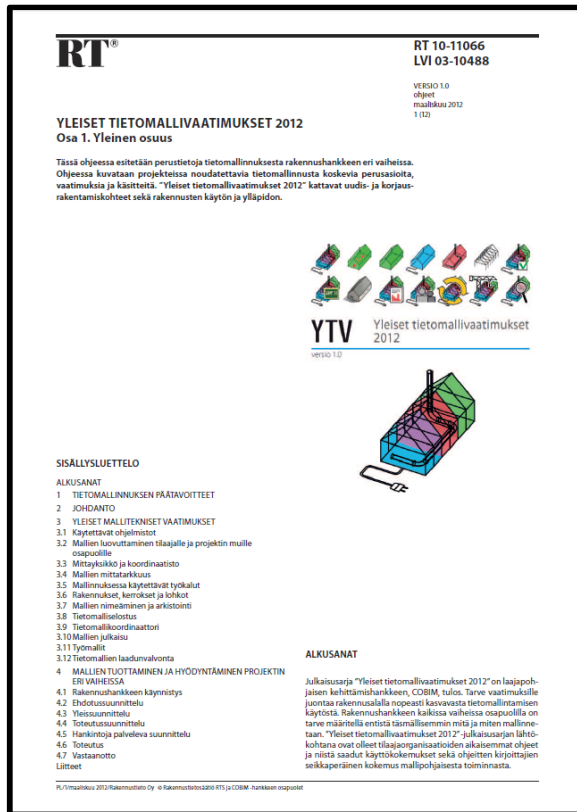 RT®
RT 10-11066
LVI 03-10488
VERSIO 1.0
ohjeet
maaliskuu 2012
1 (12)
YLEISET TIETOMALLIVAATIMUKSET 2012
Osa 1. Yleinen osuus
Tässä ohjeessa esitetään perustietoja tietomallinnuksesta rakennushankkeen eri vaiheissa.
Ohjeessa kuvataan projekteissa noudatettavia tietomallinnusta koskevia perusasioita,
vaatimuksia ja käsitteitä. "Yleiset tietomallivaatimukset 2012" kattavat uudis- ja korjaus-
rakentamiskohteet sekä rakennusten käytön ja ylläpidon.
YTV
Yleiset tietomallivaatimukset
2012
versio 1.0
SISÄLLYSLUETTELO
ALKUSANAT
1 TIETOMALLINNUKSEN PÄÄTAVOITTEET
2 JOHDANTO
3 YLEISET MALLITEKNISET VAATIMUKSET
3.1 Käytettävät ohjelmistot
3.2 Mallien luovuttaminen tilaajalle ja projektin muille
osapuolille
3.3 Mittayksikkö ja koordinaatisto
3.4 Mallien mittatarkkuus
3.5 Mallinnuksessa käytettävät työkalut
3.6 Rakennukset, kerrokset ja lohkot
3.7 Mallien nimeäminen ja arkistointi
3.8 Tietomalliselostus
3.9 Tietomallikoordinaattori
3.10 Mallien julkaisu
3.11 Työmallit
3.12 Tietomallien laadunvalvonta
4 MALLIEN TUOTTAMINEN JA HYÖDYNTÄMINEN PROJEKTIN
ERI VAIHEISSA
4.1 Rakennushankkeen käynnistys
4.2 Ehdotussuunnittelu
4.3 Yleissuunnittelu
4.4 Toteutussuunnittelu
4.5 Hankintoja palveleva suunnittelu
4.6 Toteutus
4.7 Vastaanotto
Liitteet
ALKUSANAT
Julkaisusarja "Yleiset tietomallivaatimukset 2012" on laajapoh-
jaisen kehittämishankkeen, COBIM, tulos. Tarve vaatimuksille
juontaa rakennusalalla nopeasti kasvavasta tietomallintamisen
käytöstä. Rakennushankkeen kaikissa vaiheissa osapuolilla on
tarve määritellä entistä täsmällisemmin mitä ja miten mallinne-
taan. "Yleiset tietomallivaatimukset 2012" -julkaisusarjan lähtö-
kohtana ovat olleet tilaajaorganisaatioiden aikaisemmat ohjeet
ja niistä saadut käyttökokemukset sekä ohjeitten kirjoittajien
seikkaperäinen kokemus mallipohjaisesta toiminnasta.
PL/1/maaliskuu 2012/Rakennustieto Oy © Rakennustietosäätiö RTS ja COBIM -hankkeen osapuolet